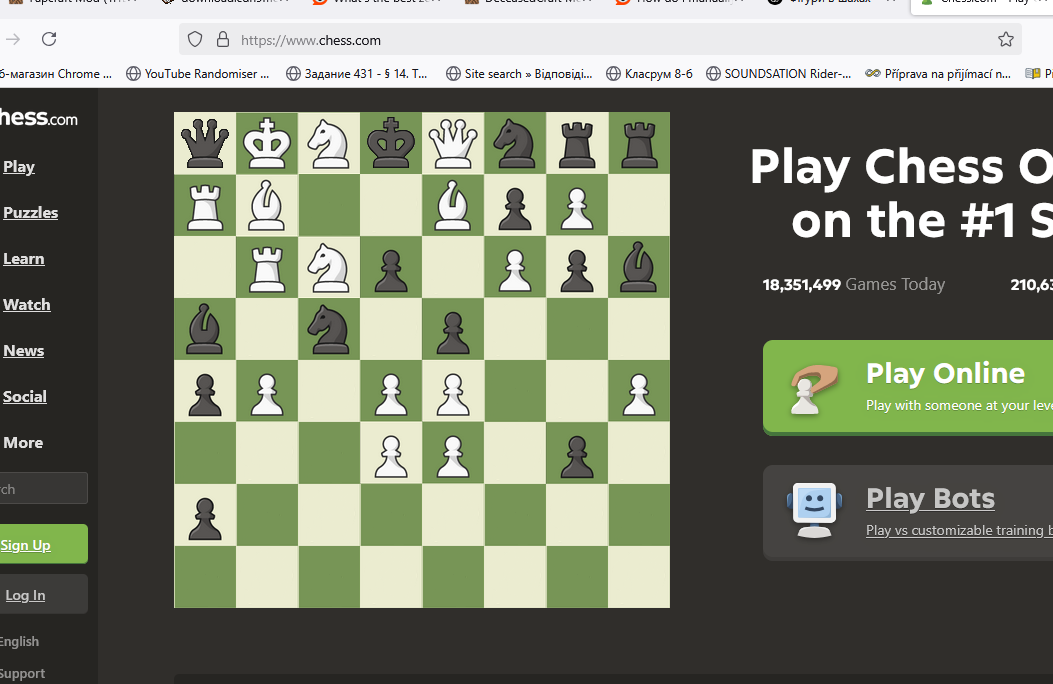 https://www.chess.com
б-магазин Chrome ...
YouTube Randomiser ...
Задание 431 - § 14. Т...
Site search » Відповіді...
Класрум 8-б
SOUNDSATION Rider-...
Příprava na přijímací n...
hess.com
Play
Puzzles
Learn
Watch
News
Social
More
rch
Sign Up
Log In
English
Support
Play Chess O
on the #1 S
18,351,499 Games Today
210,63
Play Online
Play with someone at your leve
Play Bots
Play vs customizable training b